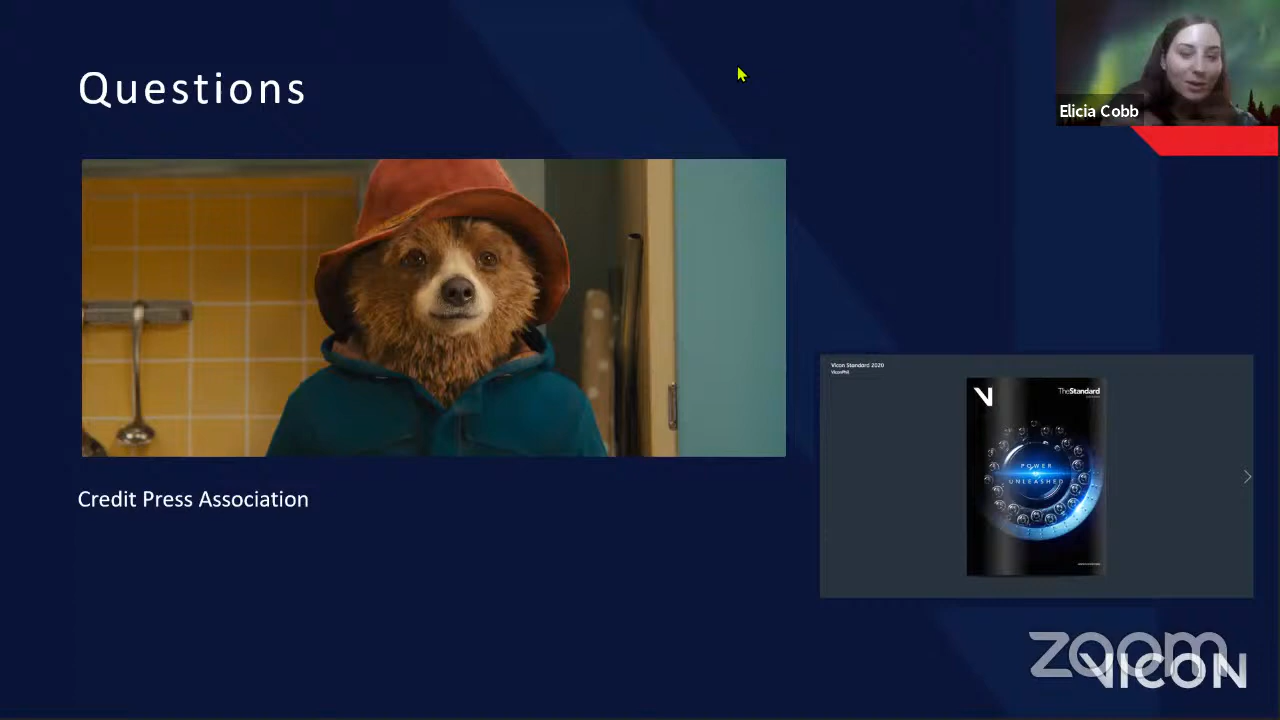 Questions
Elicia Cobb
Vicon Standard 2020
TheStandard
POWER
UNLEASHED
Credit Press Association
zoom
VICON